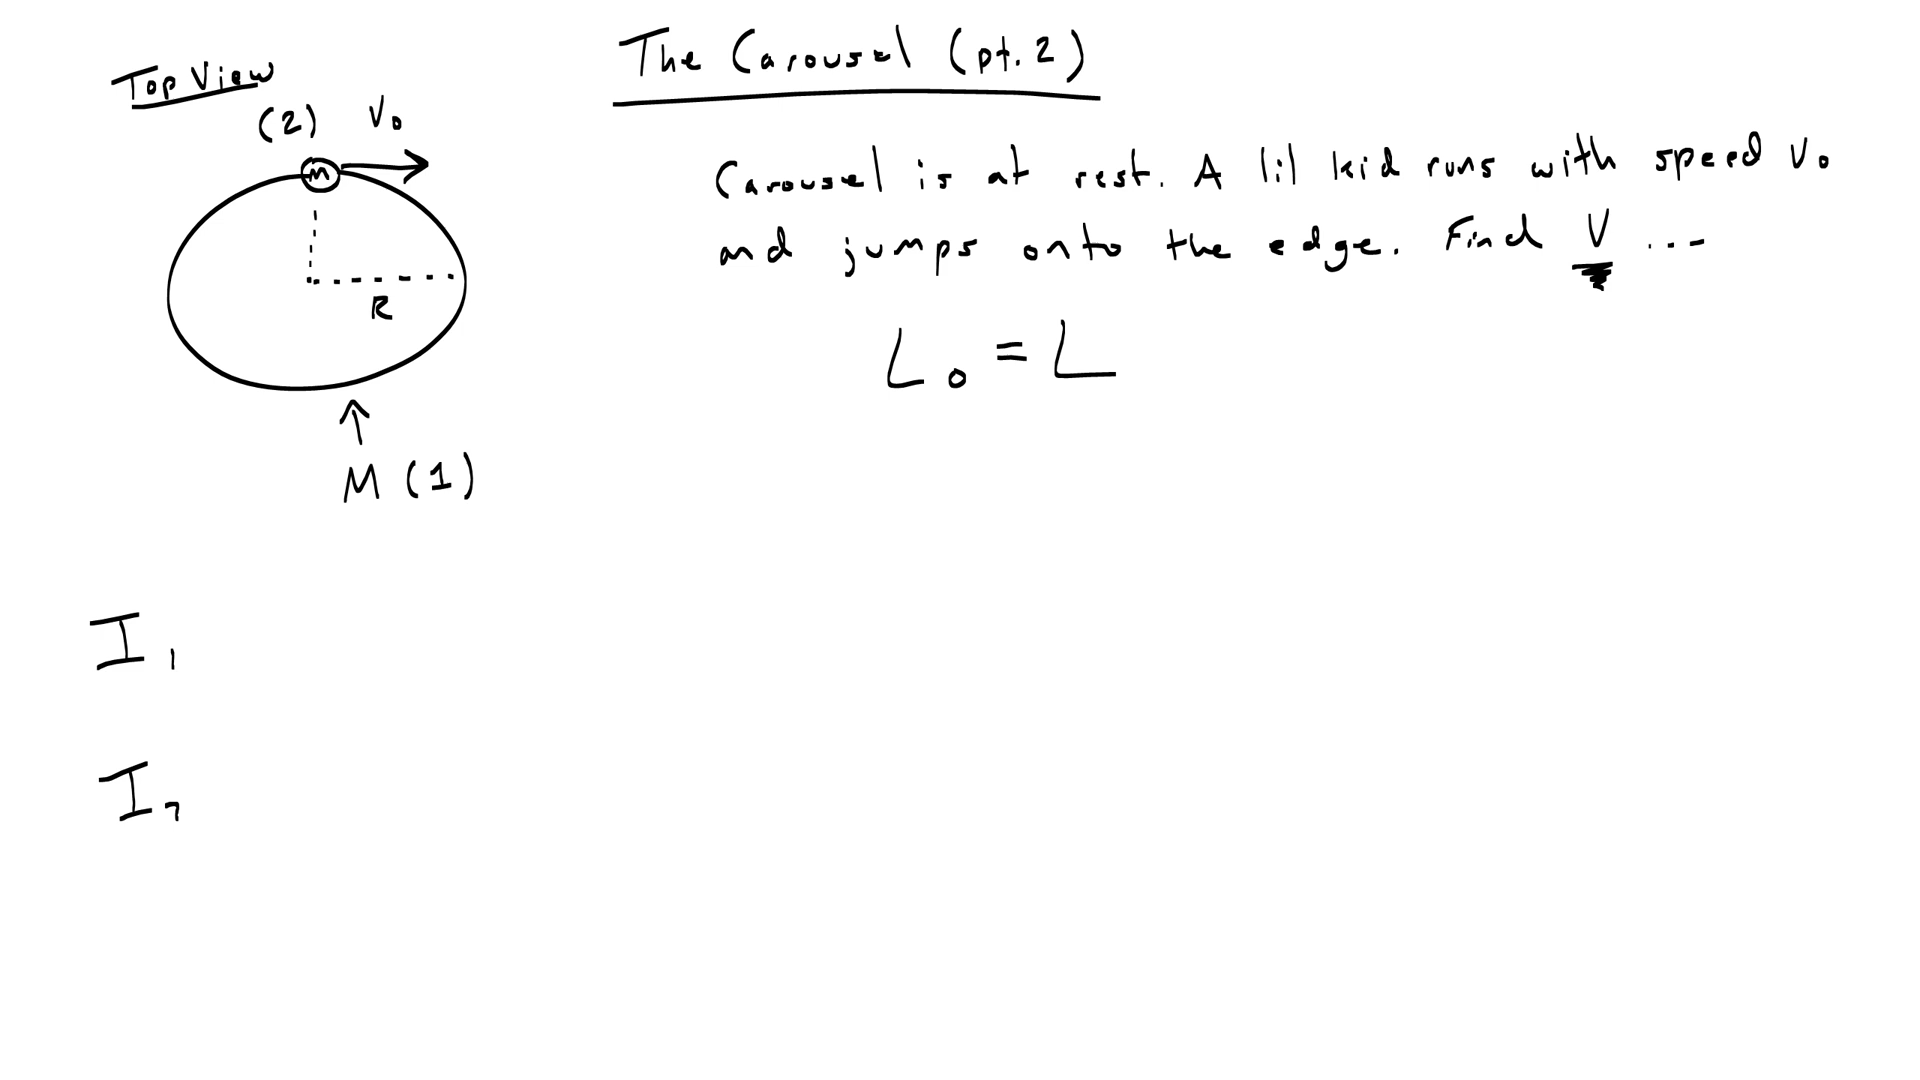 The Carousel (pt. 2)
Top View
(2) V₀
m
Carousel is at rest. A lil kid runs with speed V₀
and jumps onto the edge. Find V ...
R
L₀ = L
M (1)
I₁
I₂